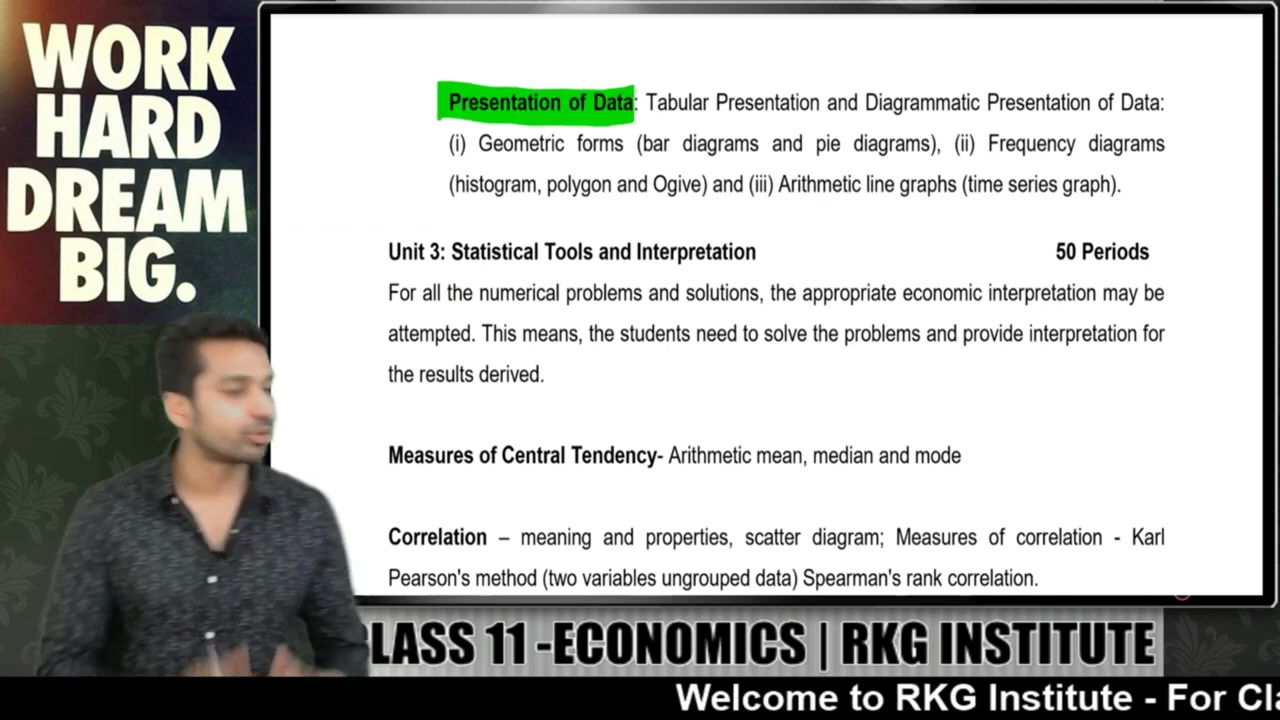 WORK
HARD
DREAM
BIG.
Presentation of Data: Tabular Presentation and Diagrammatic Presentation of Data:
(i) Geometric forms (bar diagrams and pie diagrams), (ii) Frequency diagrams
(histogram, polygon and Ogive) and (iii) Arithmetic line graphs (time series graph).
Unit 3: Statistical Tools and Interpretation 50 Periods
For all the numerical problems and solutions, the appropriate economic interpretation may be
attempted. This means, the students need to solve the problems and provide interpretation for
the results derived.
Measures of Central Tendency- Arithmetic mean, median and mode
Correlation – meaning and properties, scatter diagram; Measures of correlation - Karl
Pearson's method (two variables ungrouped data) Spearman's rank correlation.
LASS 11 -ECONOMICS | RKG INSTITUTE
Welcome to RKG Institute - For Cla